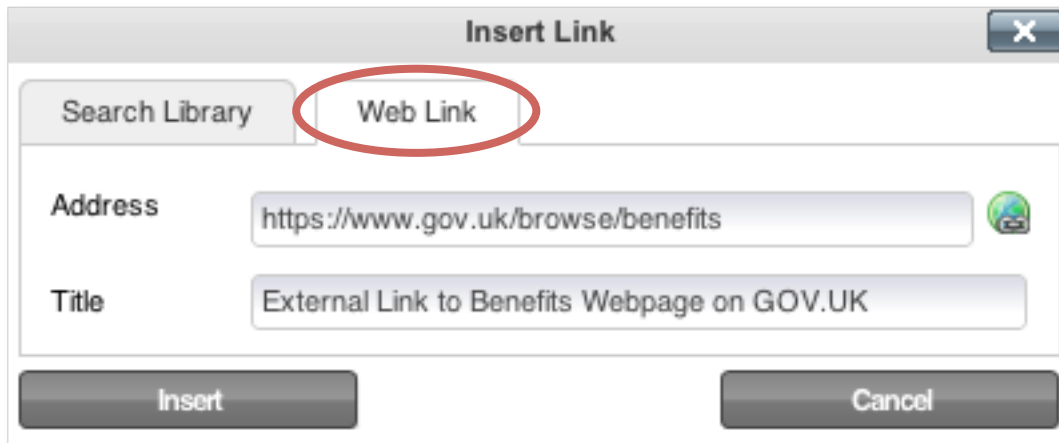 Insert Link
Search Library Web Link
Address https://www.gov.uk/browse/benefits
Title External Link to Benefits Webpage on GOV.UK
Insert Cancel